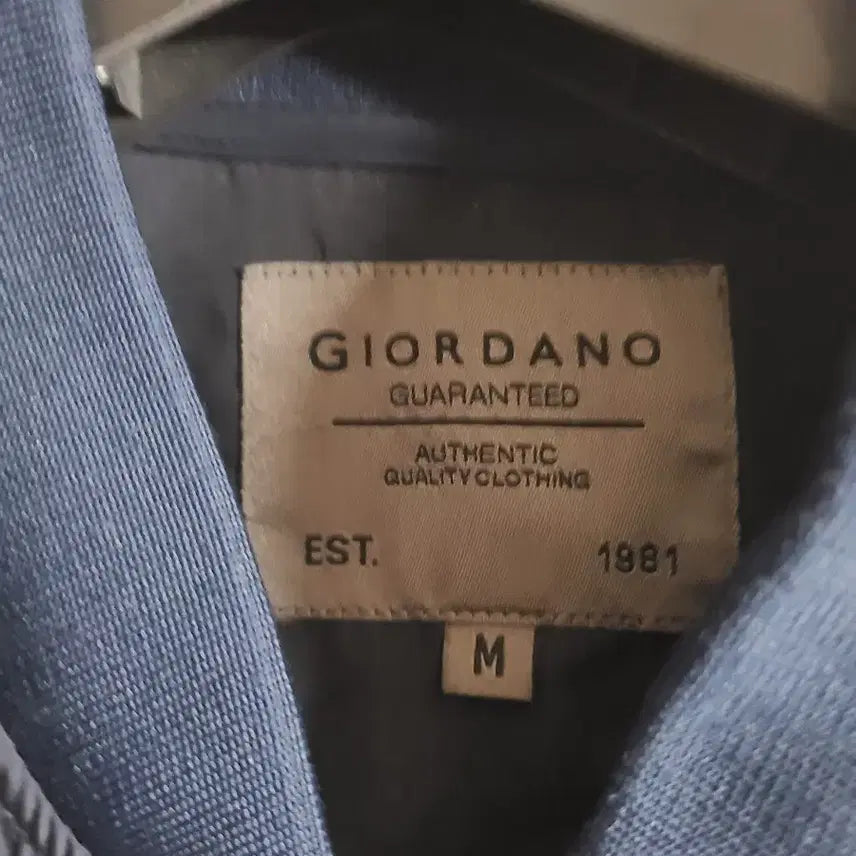 GIORDANO
GUARANTEED
AUTHENTIC
QUALITY CLOTHING
EST. 1981
M